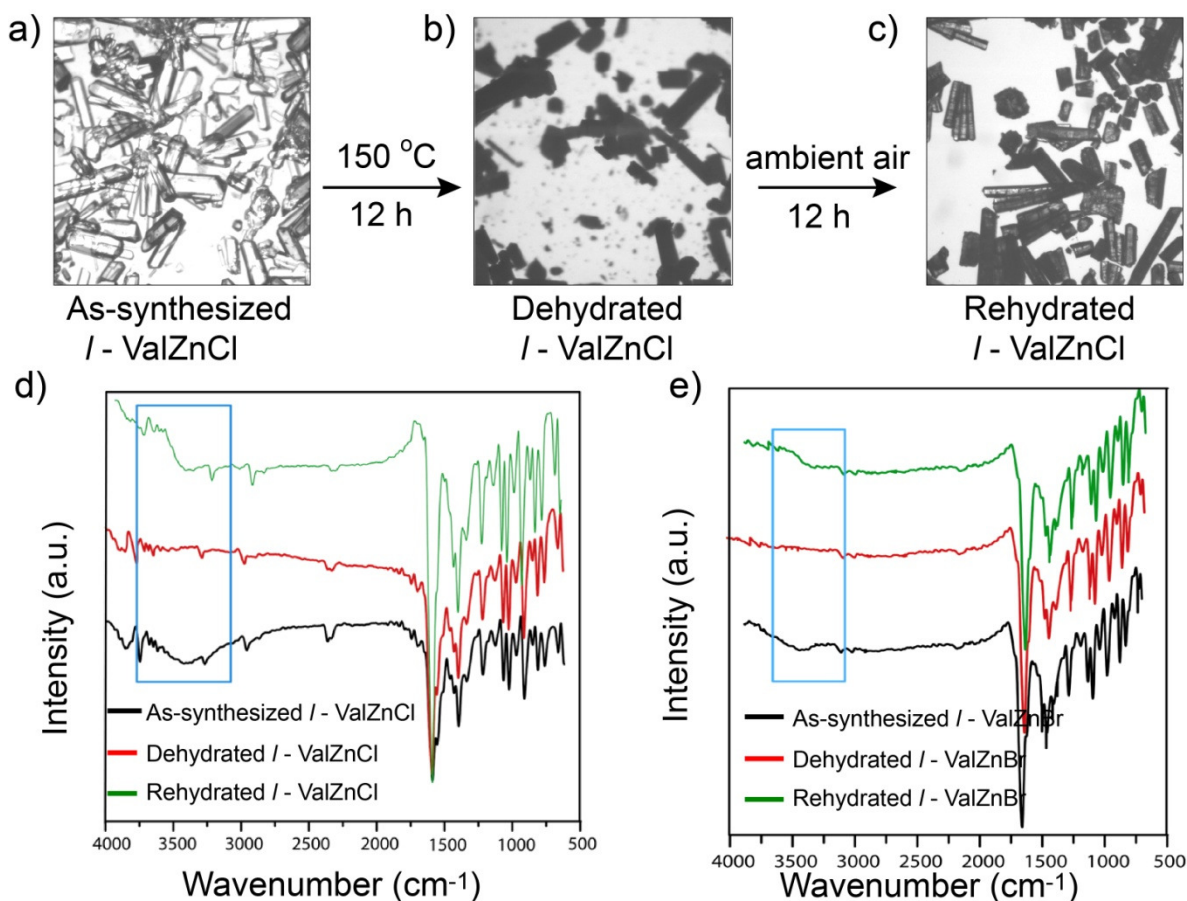 a)
b)
c)
150 °C
12 h
ambient air
12 h
As-synthesized
l - ValZnCl
Dehydrated
l - ValZnCl
Rehydrated
l - ValZnCl
d)
Intensity (a.u.)
As-synthesized l - ValZnCl
Dehydrated l - ValZnCl
Rehydrated l - ValZnCl
4000 3500 3000 2500 2000 1500 1000 500
Wavenumber (cm-1)
e)
Intensity (a.u.)
As-synthesized l - ValZnBr
Dehydrated l - ValZnBr
Rehydrated l - ValZnBr
4000 3500 3000 2500 2000 1500 1000 500
Wavenumber (cm-1)